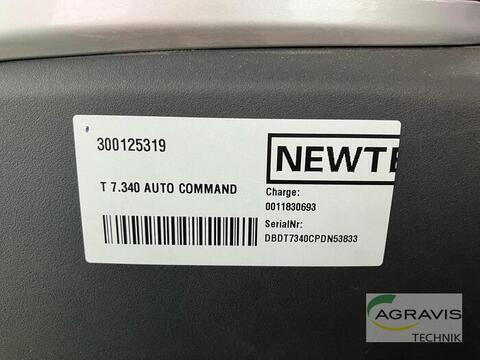 300125319
NEWTE
T 7.340 AUTO COMMAND
Charge:
0011830693
SerialNr:
DBDT7340CPDN53833
AGRAVIS
TECHNIK